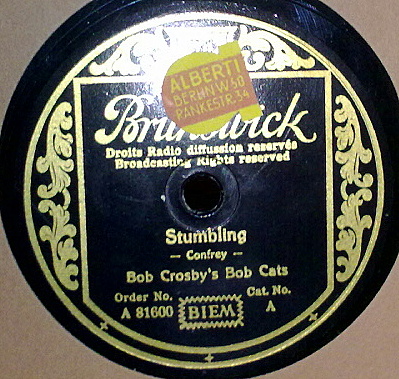 ALBERTI
BERLIN W 50
RANKESTR. 34
Brunswick
Droits Radio diffussion reservés
Broadcasting Rights reserved
Stumbling
— Confrey —
Bob Crosby's Bob Cats
Order No. Cat. No.
A 81600 BIEM A